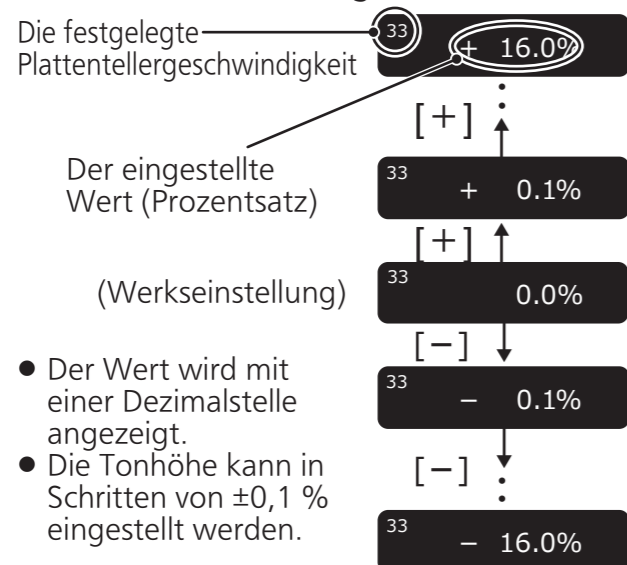 Die festgelegte
Plattentellergeschwindigkeit
33
+ 16.0%
[+]
Der eingestellte
Wert (Prozentsatz)
33
+ 0.1%
[+]
(Werkseinstellung)
33
0.0%
[−]
33
− 0.1%
[−]
33
− 16.0%
● Der Wert wird mit
einer Dezimalstelle
angezeigt.
● Die Tonhöhe kann in
Schritten von ±0,1 %
eingestellt werden.